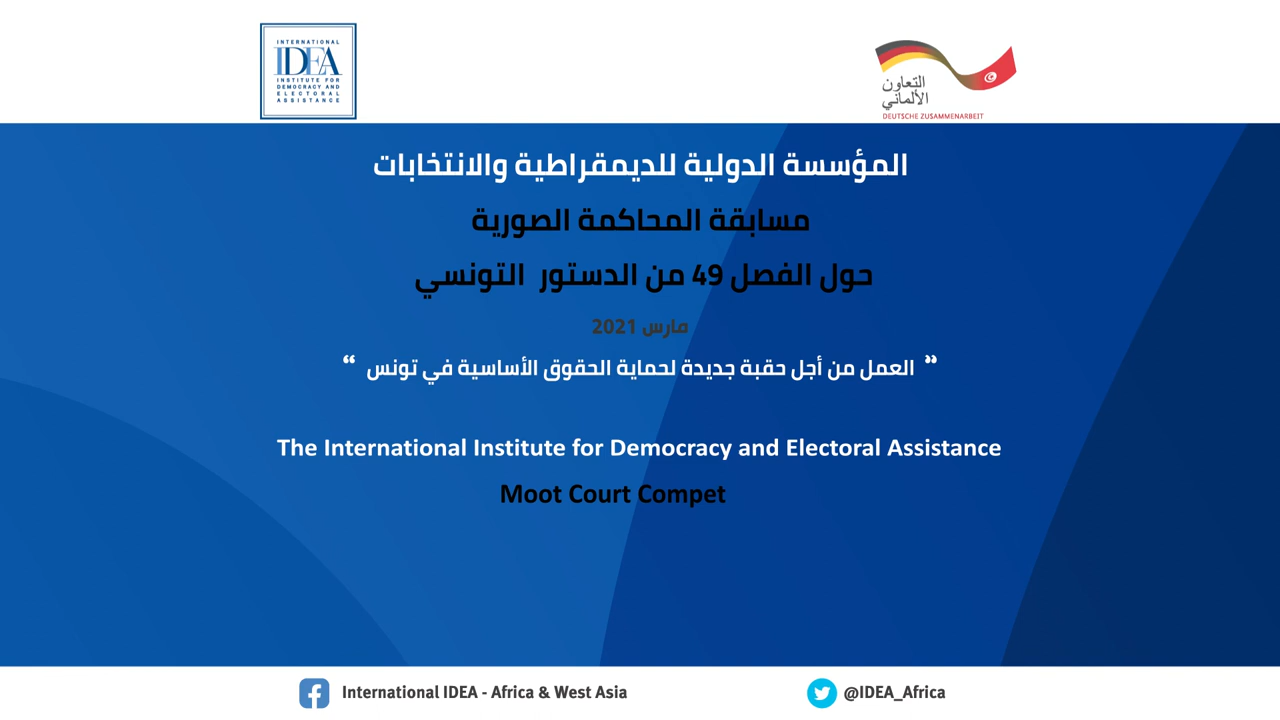 INTERNATIONAL
IDEA
INSTITUTE FOR
DEMOCRACY AND
ELECTORAL
ASSISTANCE
التعاون
الألماني
DEUTSCHE ZUSAMMENARBEIT
المؤسسة الدولية للديمقراطية والانتخابات
مسابقة المحاكمة الصورية
حول الفصل 49 من الدستور التونسي
مارس 2021
” العمل من أجل حقبة جديدة لحماية الحقوق الأساسية في تونس “
The International Institute for Democracy and Electoral Assistance
Moot Court Compet
International IDEA - Africa & West Asia
@IDEA_Africa